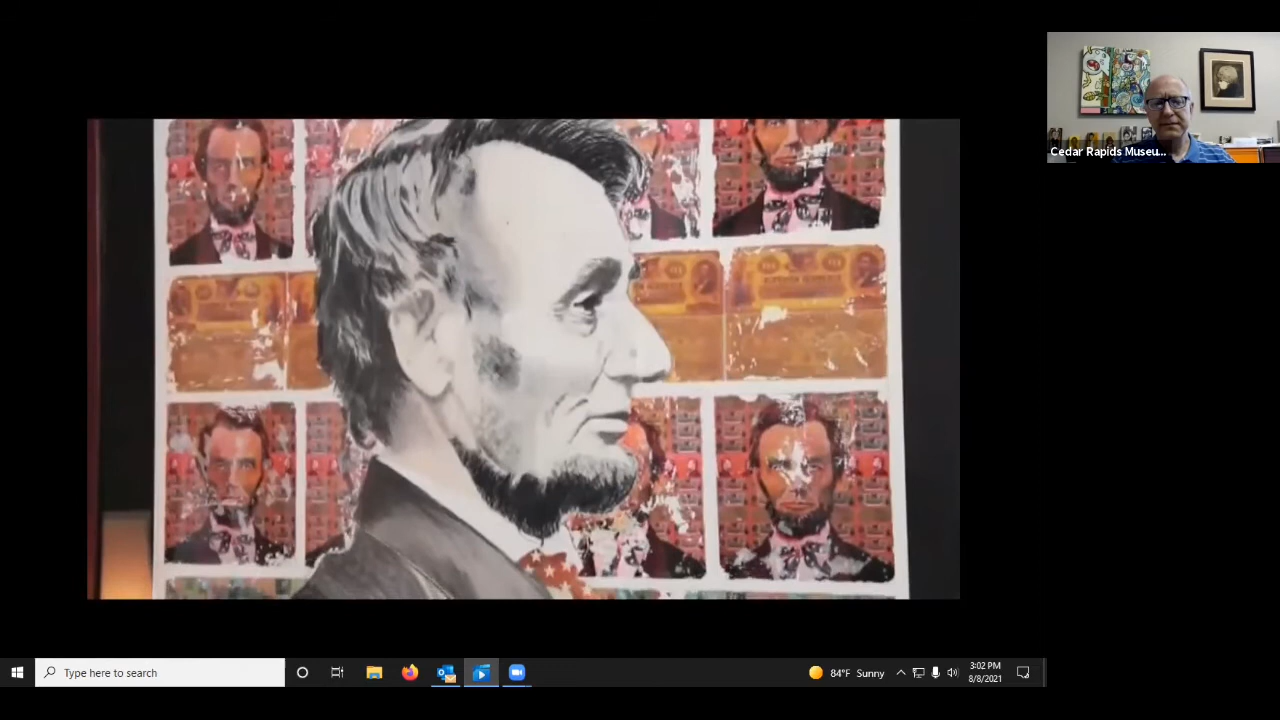 Cedar Rapids Museu...
Type here to search
84°F Sunny
3:02 PM
8/8/2021